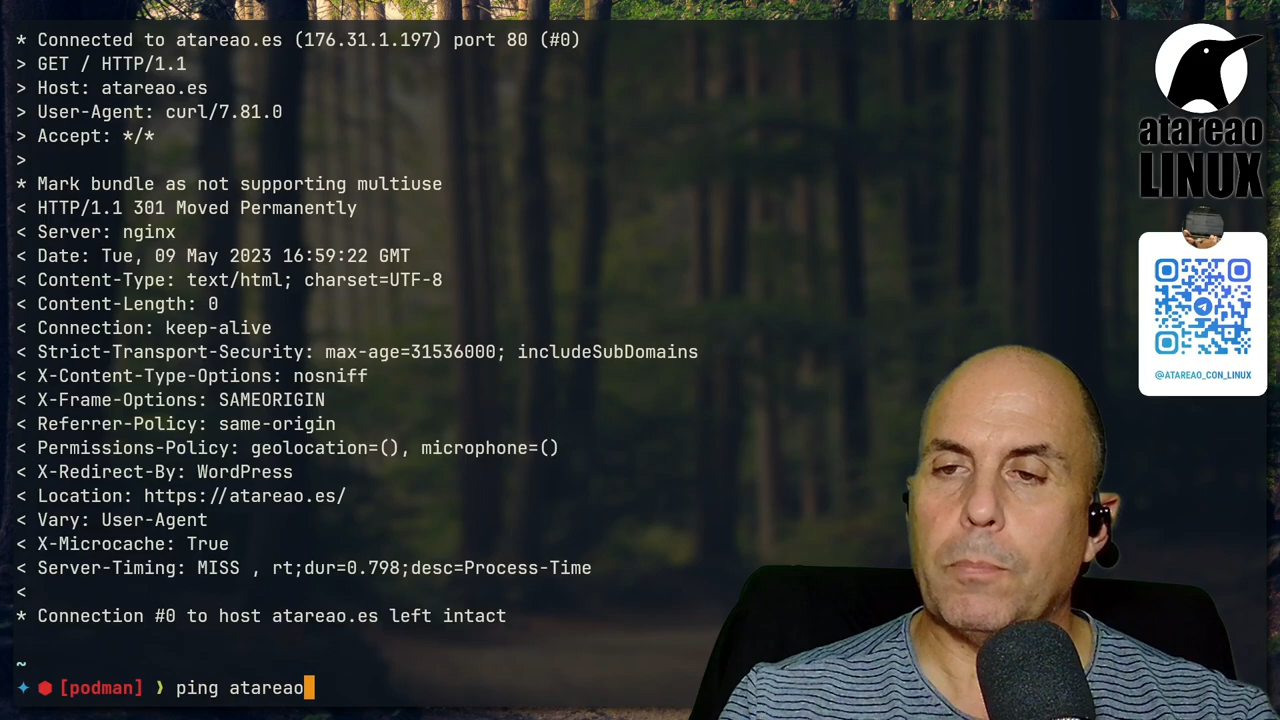 * Connected to atareao.es (176.31.1.197) port 80 (#0)
> GET / HTTP/1.1
> Host: atareao.es
> User-Agent: curl/7.81.0
> Accept: */*
>
* Mark bundle as not supporting multiuse
< HTTP/1.1 301 Moved Permanently
< Server: nginx
< Date: Tue, 09 May 2023 16:59:22 GMT
< Content-Type: text/html; charset=UTF-8
< Content-Length: 0
< Connection: keep-alive
< Strict-Transport-Security: max-age=31536000; includeSubDomains
< X-Content-Type-Options: nosniff
< X-Frame-Options: SAMEORIGIN
< Referrer-Policy: same-origin
< Permissions-Policy: geolocation=(), microphone=()
< X-Redirect-By: WordPress
< Location: https://atareao.es/
< Vary: User-Agent
< X-Microcache: True
< Server-Timing: MISS , rt;dur=0.798;desc=Process-Time
<
* Connection #0 to host atareao.es left intact
~
[podman] ❯ ping atareao
atareao
LINUX
@ATAREAO_CON_LINUX